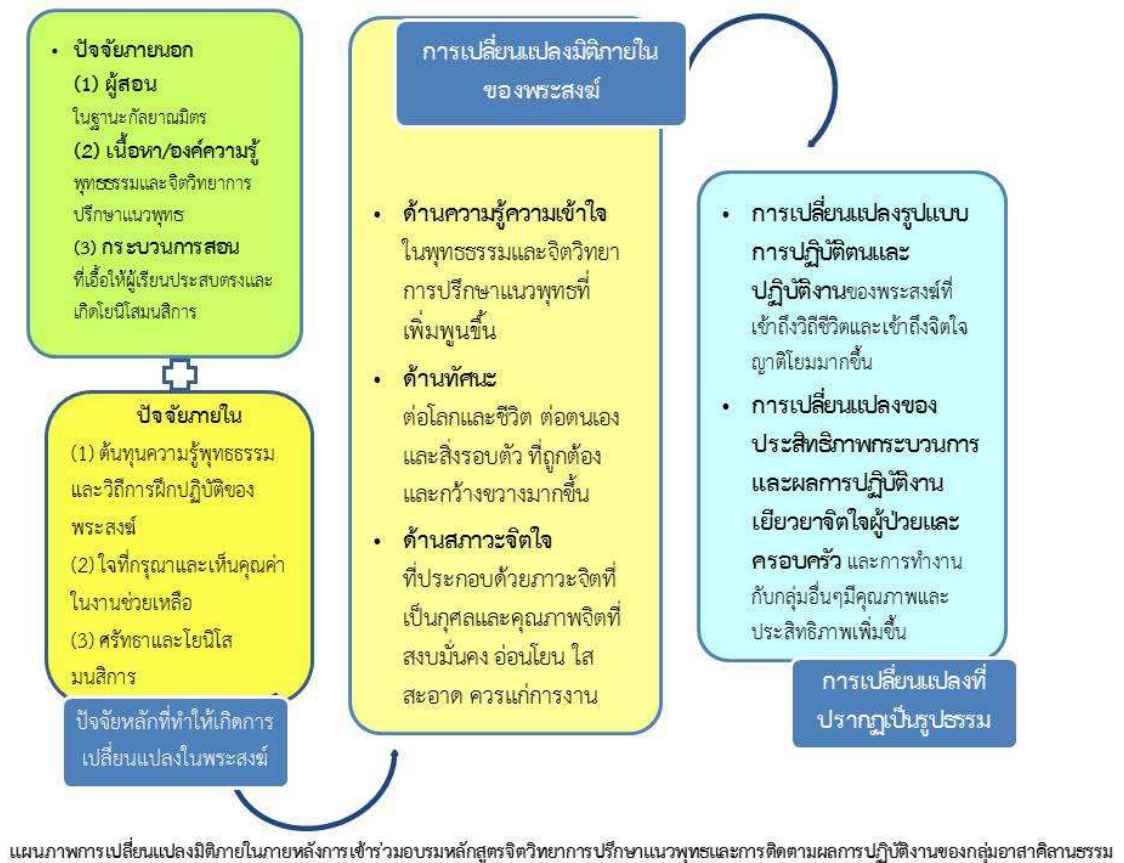 • ปัจจัยภายนอก
(1) ผู้สอน
ในฐานะกัลยาณมิตร
(2) เนื้อหา/องค์ความรู้
พุทธธรรมและจิตวิทยาการ
ปรึกษาแนวพุทธ
(3) กระบวนการสอน
ที่เอื้อให้ผู้เรียนประสบตรงและ
เกิดโยนิโสมนสิการ
ปัจจัยภายใน
(1) ต้นทุนความรู้พุทธธรรม
และวิถีการฝึกปฏิบัติของ
พระสงฆ์
(2) ใจที่กรุณาและเห็นคุณค่า
ในงานช่วยเหลือ
(3) ศรัทธาและโยนิโส
มนสิการ
ปัจจัยหลักที่ทำให้เกิดการ
เปลี่ยนแปลงในพระสงฆ์
การเปลี่ยนแปลงมิติภายใน
ของพระสงฆ์
• ด้านความรู้ความเข้าใจ
ในพุทธธรรมและจิตวิทยา
การปรึกษาแนวพุทธที่
เพิ่มพูนขึ้น
• ด้านทัศนะ
ต่อโลกและชีวิต ต่อตนเอง
และสิ่งรอบตัว ที่ถูกต้อง
และกว้างขวางมากขึ้น
• ด้านสภาวะจิตใจ
ที่ประกอบด้วยภาวะจิตที่
เป็นกุศลและคุณภาพจิตที่
สงบมั่นคง อ่อนโยน ใส
สะอาด ควรแก่การงาน
• การเปลี่ยนแปลงรูปแบบ
การปฏิบัติตนและ
ปฏิบัติงานของพระสงฆ์ที่
เข้าถึงวิถีชีวิตและเข้าถึงจิตใจ
ญาติโยมมากขึ้น
• การเปลี่ยนแปลงของ
ประสิทธิภาพกระบวนการ
และผลการปฏิบัติงาน
เยียวยาจิตใจผู้ป่วยและ
ครอบครัว และการทำงาน
กับกลุ่มอื่นๆมีคุณภาพและ
ประสิทธิภาพเพิ่มขึ้น
การเปลี่ยนแปลงที่
ปรากฏเป็นรูปธรรม
แผนภาพการเปลี่ยนแปลงมิติภายในภายหลังการเข้าร่วมอบรมหลักสูตรจิตวิทยาการปรึกษาแนวพุทธและการติดตามผลการปฏิบัติงานของกลุ่มอาสาคิลานธรรม